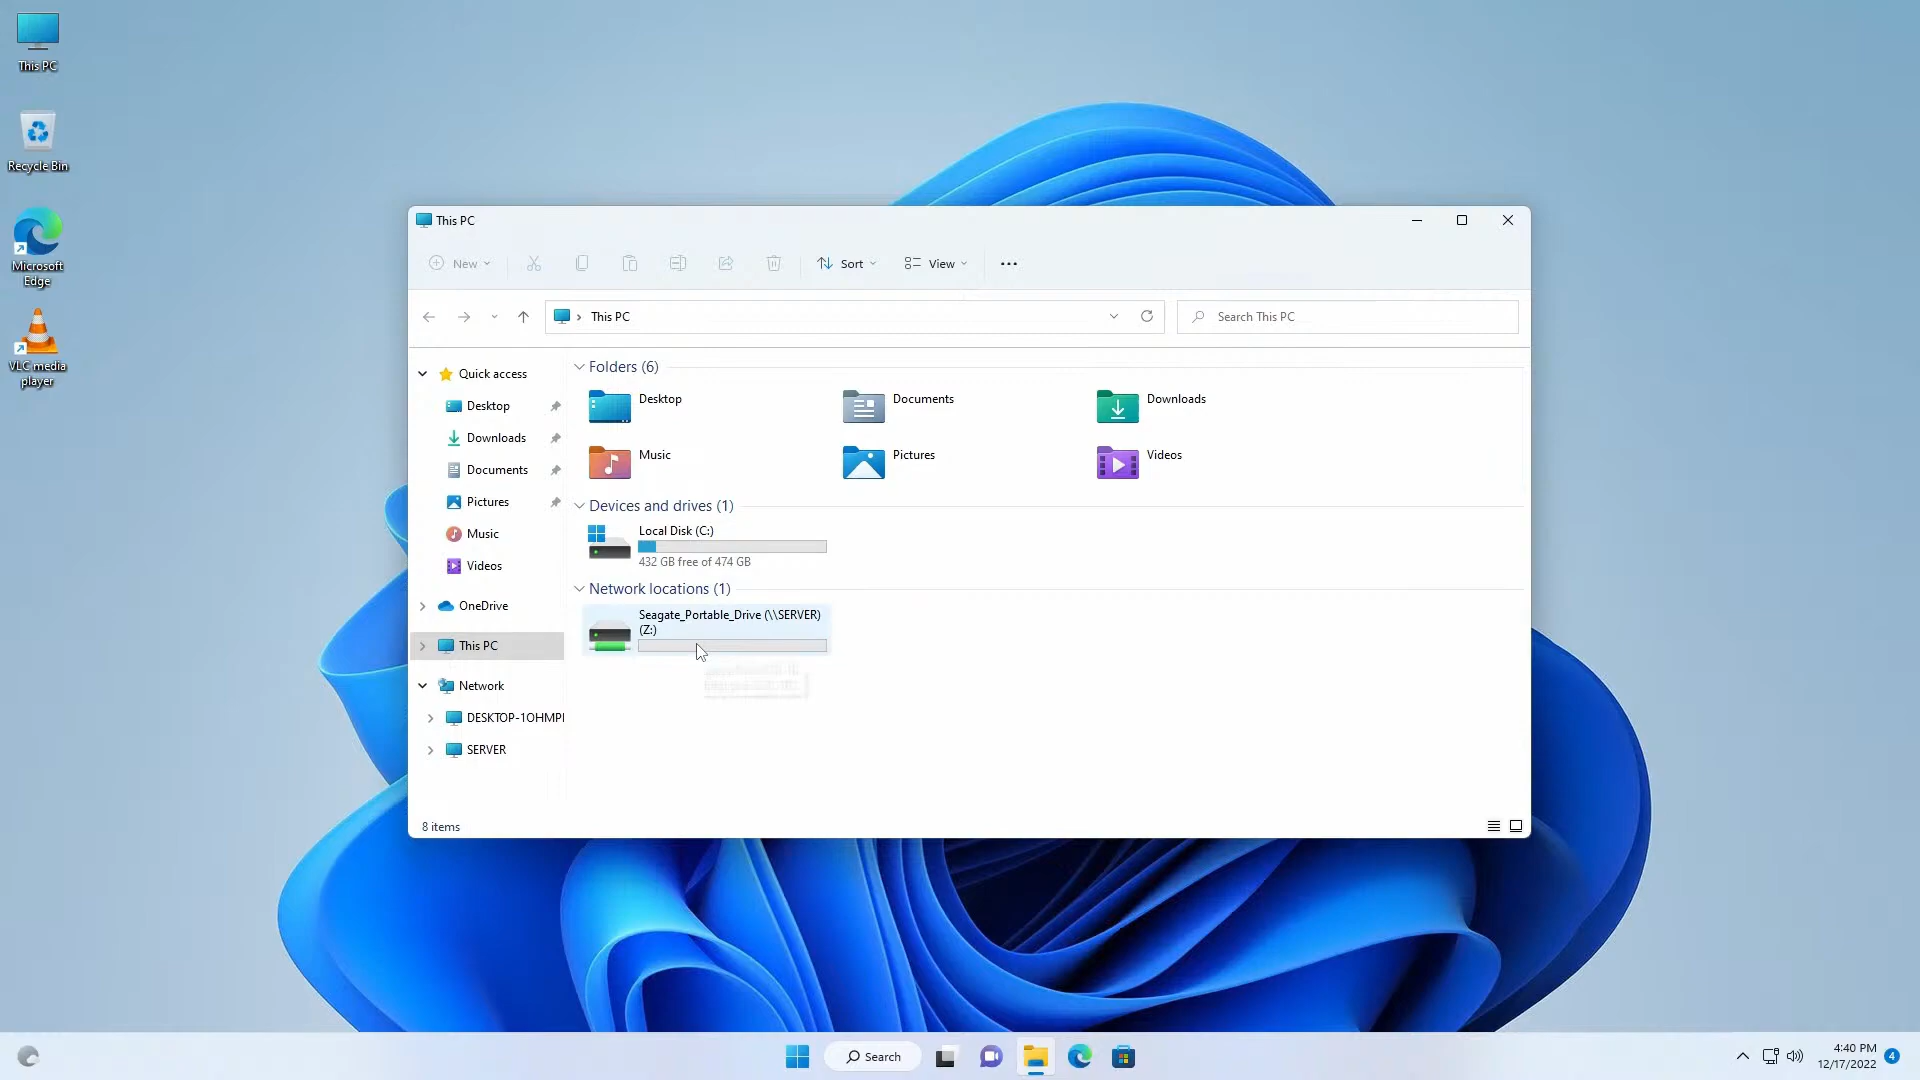 This PC
Recycle Bin
Microsoft
Edge
VLC media
player
This PC
New
Sort
View
This PC
Search This PC
Quick access
Desktop
Downloads
Documents
Pictures
Music
Videos
OneDrive
This PC
Network
DESKTOP-1OHMPI
SERVER
Folders (6)
Desktop
Documents
Downloads
Music
Pictures
Videos
Devices and drives (1)
Local Disk (C:)
432 GB free of 474 GB
Network locations (1)
Seagate_Portable_Drive (\\SERVER)
(Z:)
8 items
Search
4:40 PM
12/17/2022
4